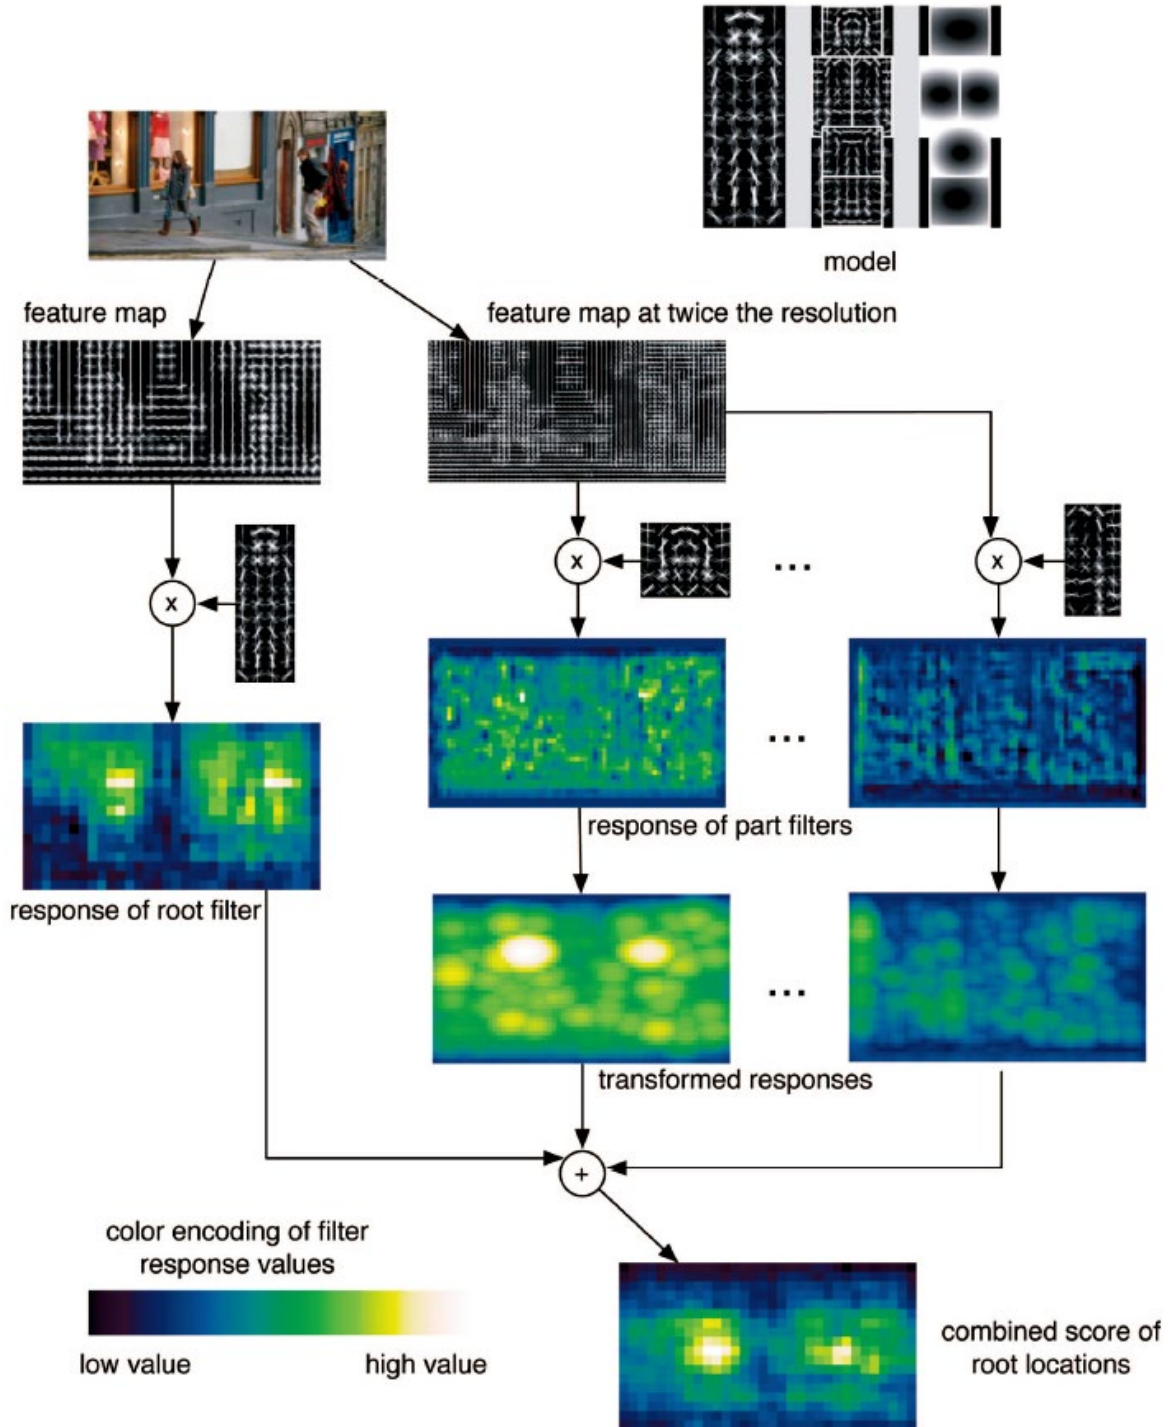 model
feature map
feature map at twice the resolution
x
x
...
x
...
response of part filters
response of root filter
...
transformed responses
+
color encoding of filter
response values
low value
high value
combined score of
root locations